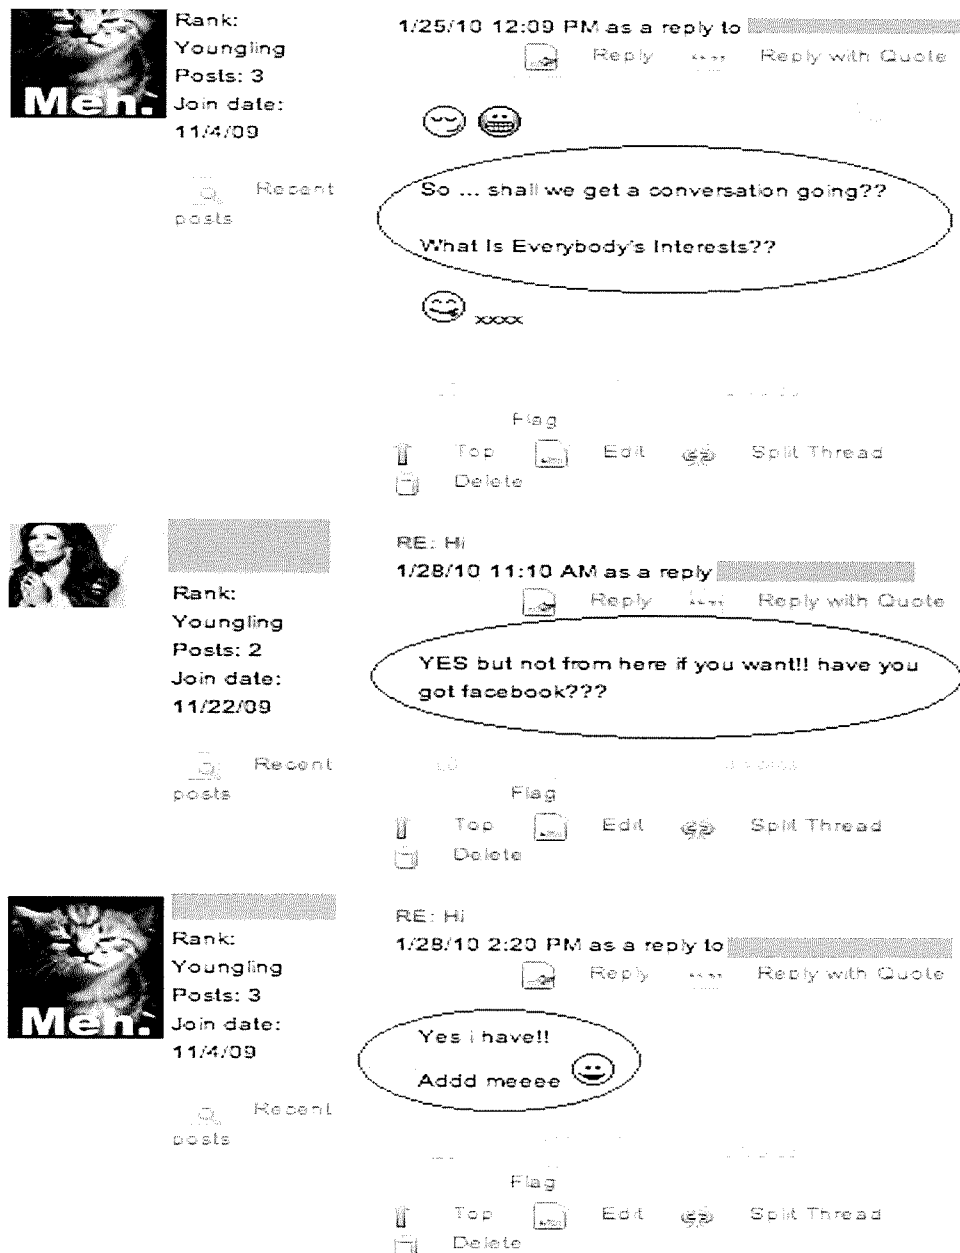 Meh.
Rank:
Youngling
Posts: 3
Join date:
11/4/09
Recent
posts
1/25/10 12:09 PM as a reply to
Reply Reply with Quote
So ... shall we get a conversation going??
What Is Everybody's Interests??
xxxx
Flag
Top Edit Split Thread
Delete
Rank:
Youngling
Posts: 2
Join date:
11/22/09
Recent
posts
RE: Hi
1/28/10 11:10 AM as a reply
Reply Reply with Quote
YES but not from here if you want!! have you
got facebook???
Flag
Top Edit Split Thread
Delete
Meh.
Rank:
Youngling
Posts: 3
Join date:
11/4/09
Recent
posts
RE: Hi
1/28/10 2:20 PM as a reply to
Reply Reply with Quote
Yes i have!!
Addd meeee
Flag
Top Edit Split Thread
Delete